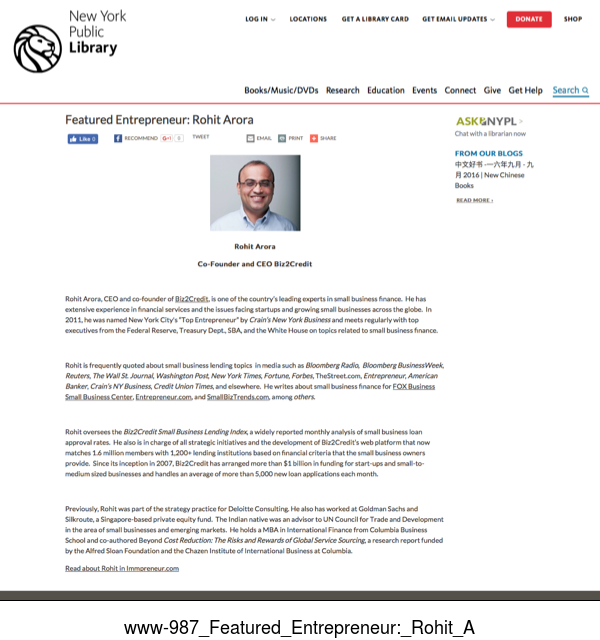 New York
Public
Library
LOG IN
LOCATIONS
GET A LIBRARY CARD
GET EMAIL UPDATES
DONATE
SHOP
Books/Music/DVDs Research Education Events Connect Give Get Help Search
Featured Entrepreneur: Rohit Arora
Like 0
RECOMMEND
G+1 0
TWEET
EMAIL
PRINT
SHARE
Rohit Arora
Co-Founder and CEO Biz2Credit
Rohit Arora, CEO and co-founder of Biz2Credit, is one of the country's leading experts in small business finance. He has
extensive experience in financial services and the issues facing startups and growing small businesses across the globe. In
2011, he was named New York City's "Top Entrepreneur" by Crain's New York Business and meets regularly with top
executives from the Federal Reserve, Treasury Dept., SBA, and the White House on topics related to small business finance.
Rohit is frequently quoted about small business lending topics in media such as Bloomberg Radio, Bloomberg BusinessWeek,
Reuters, The Wall St. Journal, Washington Post, New York Times, Fortune, Forbes, TheStreet.com, Entrepreneur, American
Banker, Crain's NY Business, Credit Union Times, and elsewhere. He writes about small business finance for FOX Business
Small Business Center, Entrepreneur.com, and SmallBizTrends.com, among others.
Rohit oversees the Biz2Credit Small Business Lending Index, a widely reported monthly analysis of small business loan
approval rates. He also is in charge of all strategic initiatives and the development of Biz2Credit's web platform that now
matches 1.6 million members with 1,200+ lending institutions based on financial criteria that the small business owners
provide. Since its inception in 2007, Biz2Credit has arranged more than $1 billion in funding for start-ups and small-to-
medium sized businesses and handles an average of more than 5,000 new loan applications each month.
Previously, Rohit was part of the strategy practice for Deloitte Consulting. He also has worked at Goldman Sachs and
Silkroute, a Singapore-based private equity fund. The Indian native was an advisor to UN Council for Trade and Development
in the area of small businesses and emerging markets. He holds a MBA in International Finance from Columbia Business
School and co-authored Beyond Cost Reduction: The Risks and Rewards of Global Service Sourcing, a research report funded
by the Alfred Sloan Foundation and the Chazen Institute of International Business at Columbia.
Read about Rohit in Immpreneur.com
ASK NYPL >
Chat with a librarian now
FROM OUR BLOGS
中文好书 -一六年九月 - 九
月 2016 | New Chinese
Books
READ MORE ›
www-987_Featured_Entrepreneur:_Rohit_A